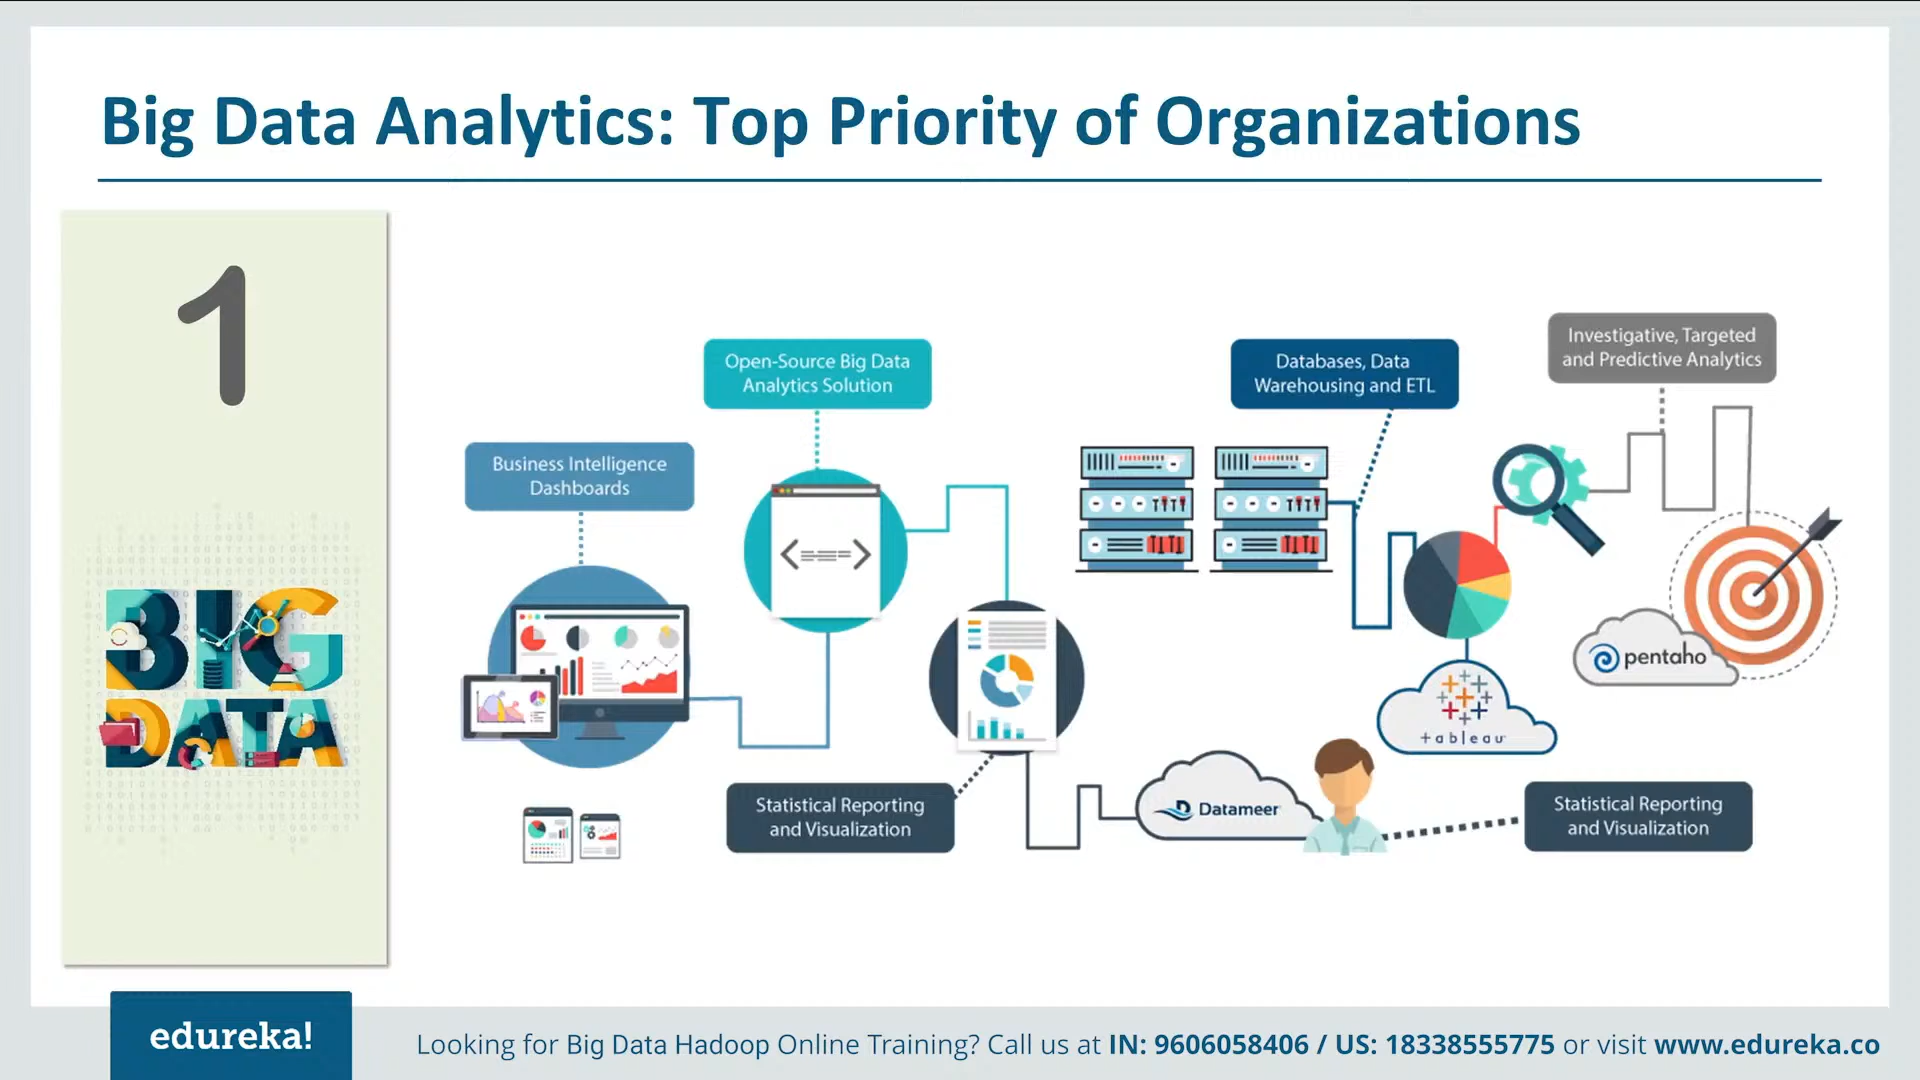 Big Data Analytics: Top Priority of Organizations
1
BIG
DATA
Business Intelligence
Dashboards
Open-Source Big Data
Analytics Solution
Statistical Reporting
and Visualization
Datameer
Databases, Data
Warehousing and ETL
tableau
Investigative, Targeted
and Predictive Analytics
pentaho
Statistical Reporting
and Visualization
edureka!
Looking for Big Data Hadoop Online Training? Call us at IN: 9606058406 / US: 18338555775 or visit www.edureka.co